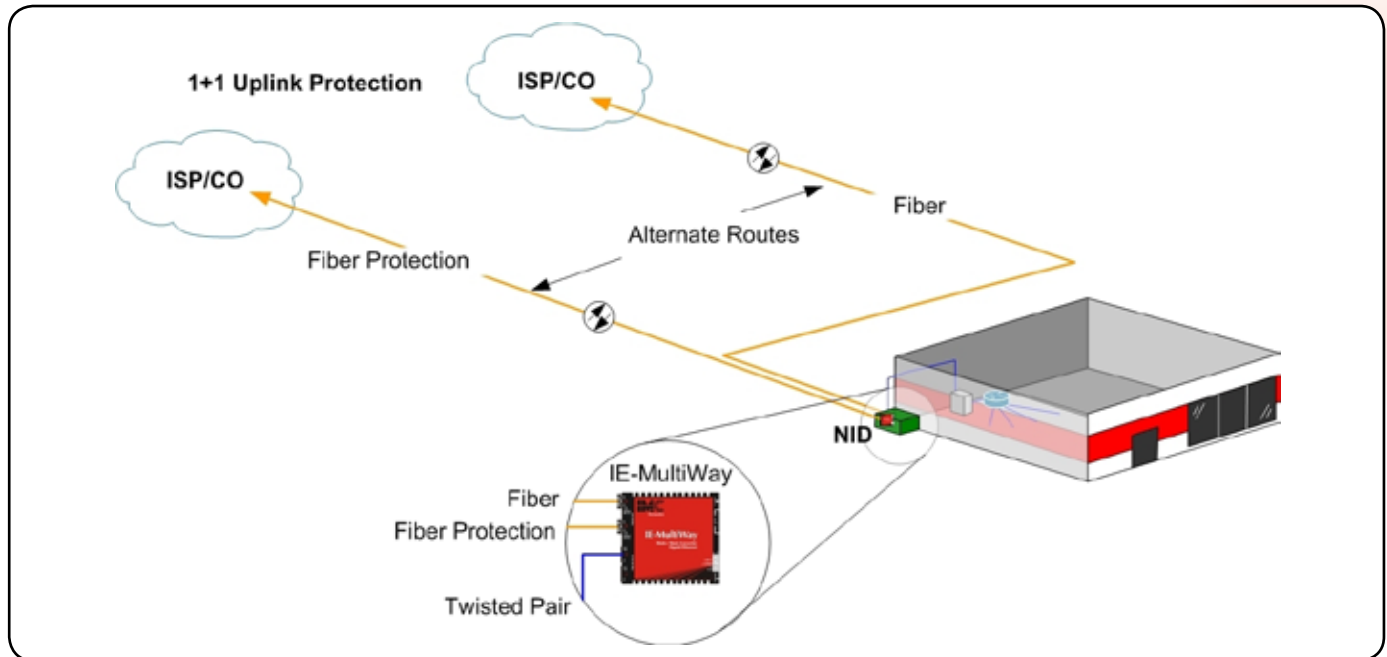 1+1 Uplink Protection
ISP/CO
ISP/CO
Fiber
Alternate Routes
Fiber Protection
NID
IE-MultiWay
Fiber
Fiber Protection
Twisted Pair
IE-MultiWay